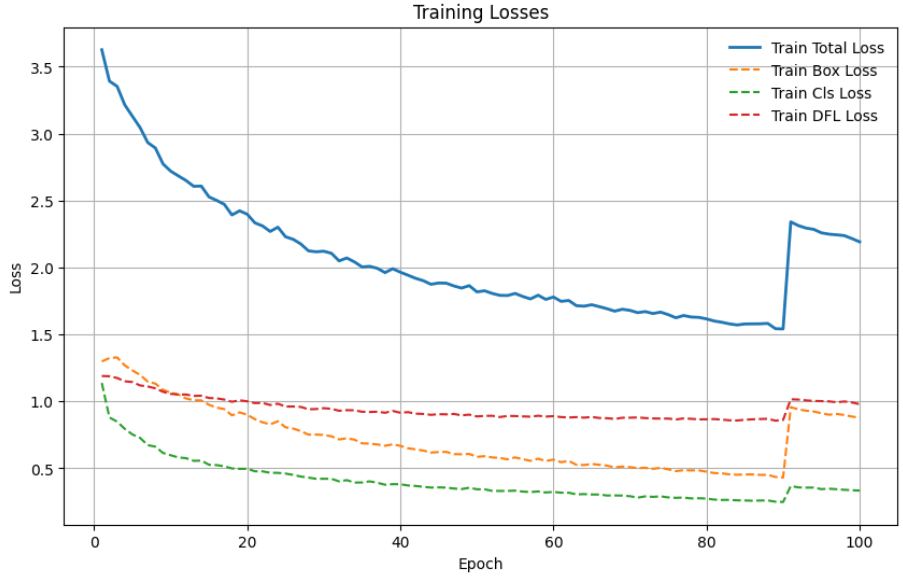 Training Losses
Train Total Loss
Train Box Loss
Train Cls Loss
Train DFL Loss
3.5
3.0
2.5
2.0
1.5
1.0
0.5
Loss
0 20 40 60 80 100
Epoch